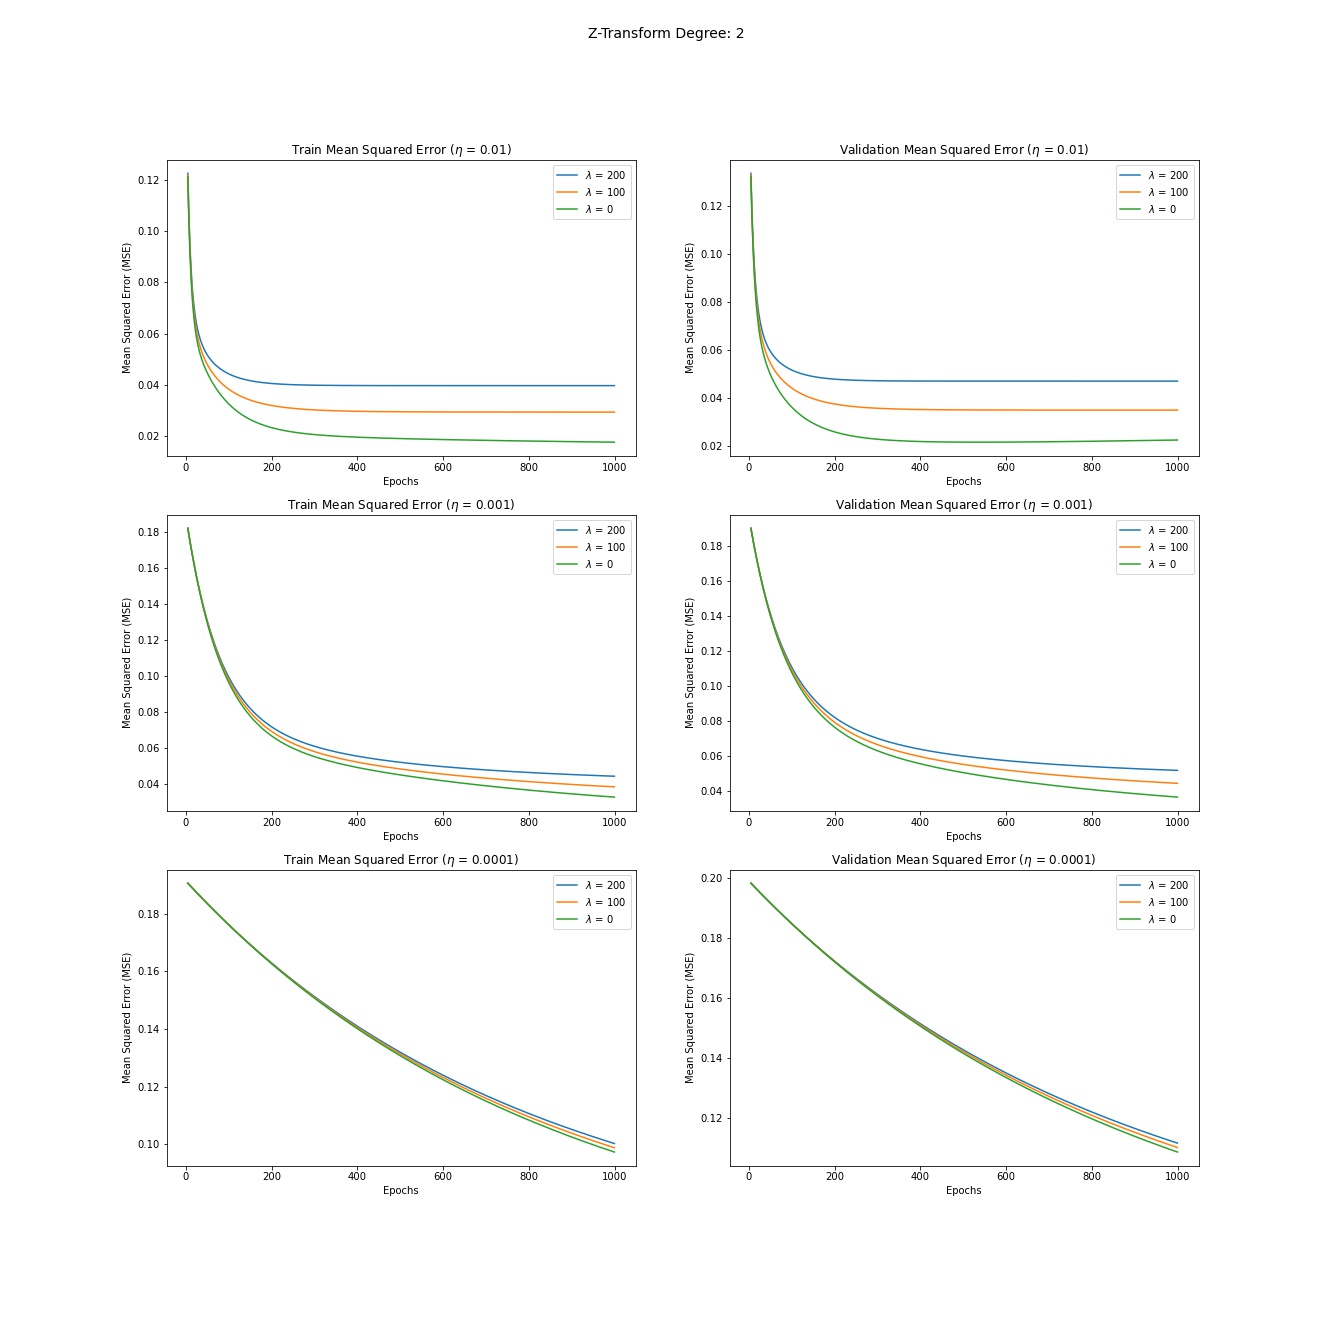 Z-Transform Degree: 2
Train Mean Squared Error (η = 0.01)
Mean Squared Error (MSE)
0.12
0.10
0.08
0.06
0.04
0.02
λ = 200
λ = 100
λ = 0
0 200 400 600 800 1000
Epochs
Validation Mean Squared Error (η = 0.01)
Mean Squared Error (MSE)
0.12
0.10
0.08
0.06
0.04
0.02
λ = 200
λ = 100
λ = 0
0 200 400 600 800 1000
Epochs
Train Mean Squared Error (η = 0.001)
Mean Squared Error (MSE)
0.18
0.16
0.14
0.12
0.10
0.08
0.06
0.04
λ = 200
λ = 100
λ = 0
0 200 400 600 800 1000
Epochs
Validation Mean Squared Error (η = 0.001)
Mean Squared Error (MSE)
0.18
0.16
0.14
0.12
0.10
0.08
0.06
0.04
λ = 200
λ = 100
λ = 0
0 200 400 600 800 1000
Epochs
Train Mean Squared Error (η = 0.0001)
Mean Squared Error (MSE)
0.18
0.16
0.14
0.12
0.10
λ = 200
λ = 100
λ = 0
0 200 400 600 800 1000
Epochs
Validation Mean Squared Error (η = 0.0001)
Mean Squared Error (MSE)
0.20
0.18
0.16
0.14
0.12
λ = 200
λ = 100
λ = 0
0 200 400 600 800 1000
Epochs